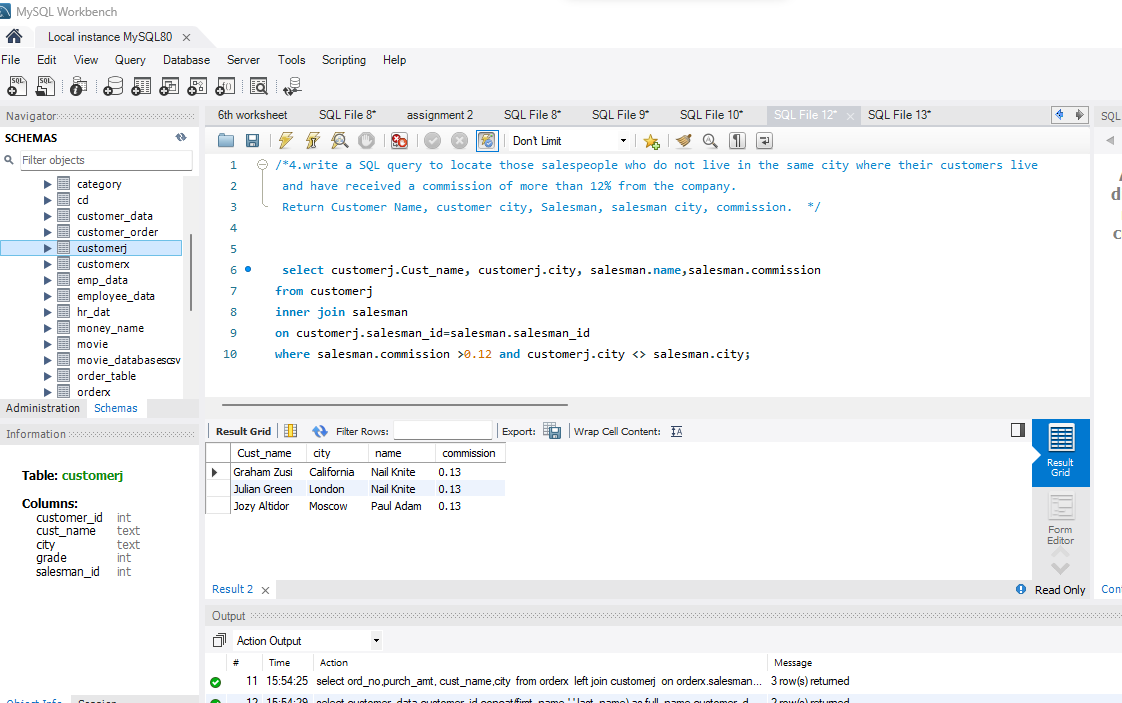 MySQL Workbench
Local instance MySQL80
File Edit View Query Database Server Tools Scripting Help
Navigator
SCHEMAS
Filter objects
category
cd
customer_data
customer_order
customerj
customerx
emp_data
employee_data
hr_dat
money_name
movie
movie_databasescsv
order_table
orderx
Administration Schemas
Information
Table: customerj
Columns:
customer_id int
cust_name text
city text
grade int
salesman_id int
6th worksheet SQL File 8* assignment 2 SQL File 8* SQL File 9* SQL File 10* SQL File 12* SQL File 13*
SQL
Don't Limit
1 /*4.write a SQL query to locate those salespeople who do not live in the same city where their customers live
2 and have received a commission of more than 12% from the company.
3 Return Customer Name, customer city, Salesman, salesman city, commission. */
4
5
6 select customerj.Cust_name, customerj.city, salesman.name,salesman.commission
7 from customerj
8 inner join salesman
9 on customerj.salesman_id=salesman.salesman_id
10 where salesman.commission >0.12 and customerj.city <> salesman.city;
Result Grid Filter Rows: Export: Wrap Cell Content:
Cust_name city name commission
Graham Zusi California Nail Knite 0.13
Julian Green London Nail Knite 0.13
Jozy Altidor Moscow Paul Adam 0.13
Result
Grid
Form
Editor
Result 2
Read Only
Output
Action Output
# Time Action Message
11 15:54:25 select ord_no,purch_amt, cust_name,city from orderx left join customerj on orderx.salesman... 3 row(s) returned